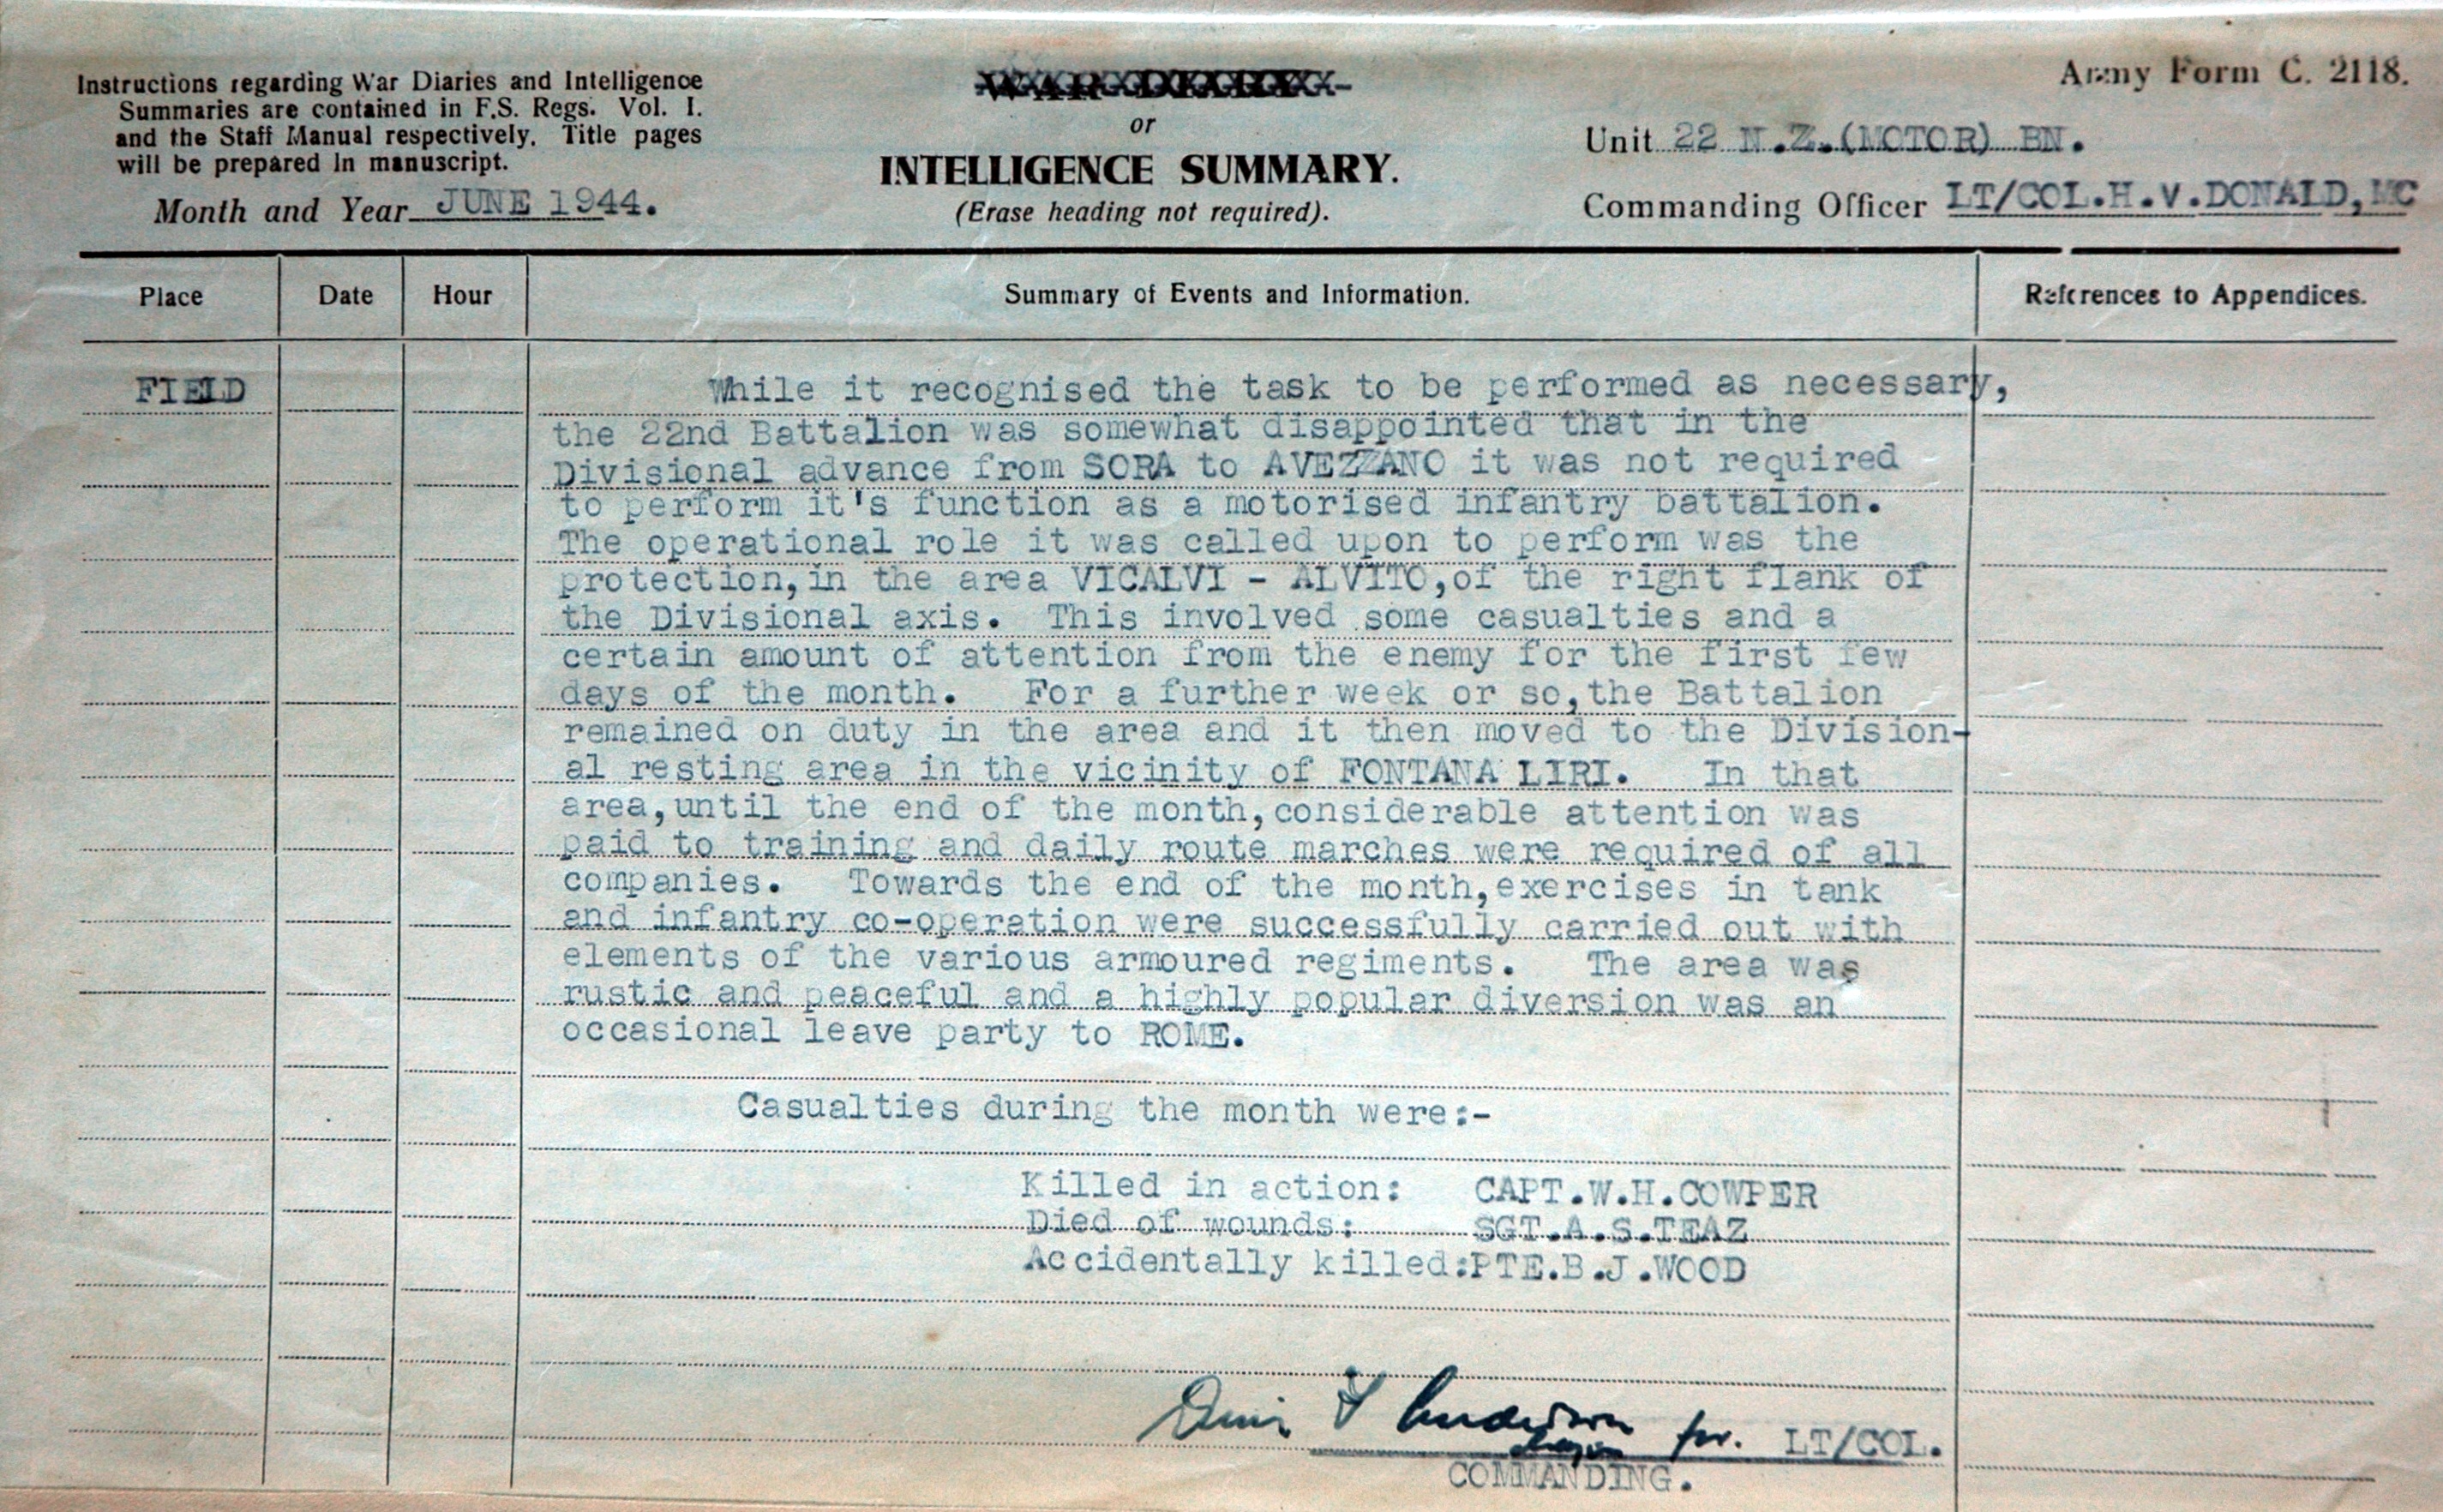 Instructions regarding War Diaries and Intelligence
Summaries are contained in F.S. Regs. Vol. I.
and the Staff Manual respectively. Title pages
will be prepared in manuscript.
Month and Year JUNE 1944.
WAR DIARY
or
INTELLIGENCE SUMMARY.
(Erase heading not required).
Army Form C. 2118.
Unit 22 N.Z.(MOTOR) BN.
Commanding Officer LT/COL.H.V.DONALD,MC
Place Date Hour Summary of Events and Information. References to Appendices.
FIELD
While it recognised the task to be performed as necessary,
the 22nd Battalion was somewhat disappointed that in the
Divisional advance from SORA to AVEZZANO it was not required
to perform it's function as a motorised infantry battalion.
The operational role it was called upon to perform was the
protection,in the area VICALVI - ALVITO,of the right flank of
the Divisional axis. This involved some casualties and a
certain amount of attention from the enemy for the first few
days of the month. For a further week or so,the Battalion
remained on duty in the area and it then moved to the Division-
al resting area in the vicinity of FONTANA LIRI. In that
area,until the end of the month,considerable attention was
paid to training and daily route marches were required of all
companies. Towards the end of the month,exercises in tank
and infantry co-operation were successfully carried out with
elements of the various armoured regiments. The area was
rustic and peaceful and a highly popular diversion was an
occasional leave party to ROME.
Casualties during the month were:-
Killed in action: CAPT.W.H.COWPER
Died of wounds: SGT.A.S.TEAZ
Accidentally killed:PTE.B.J.WOOD
Anderson for. LT/COL.
COMMANDING.